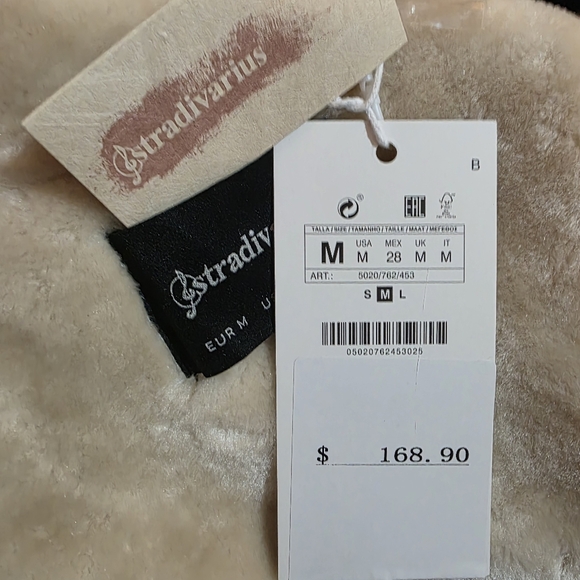 stradivarius
stradiv
EUR M U
B
EAC
TALLA / SIZE / TAMANHO / TAILLE / MAAT / ΜΕΓΕΘΟΣ
M
USA MEX UK IT
M 28 M M
ART.: 5020/762/453
S M L
05020762453025
$ 168.90